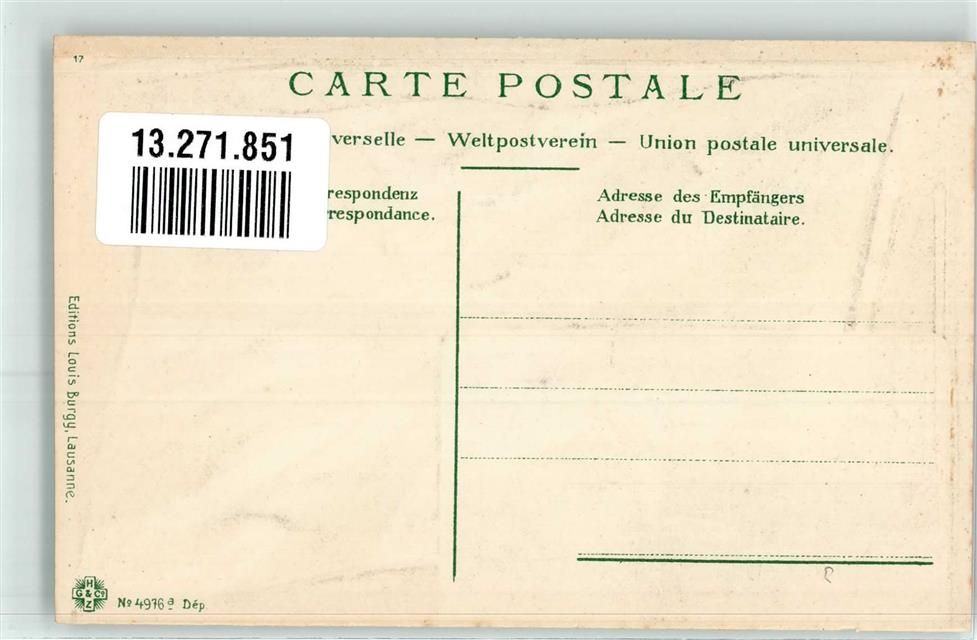 17
CARTE POSTALE
13.271.851
verselle — Weltpostverein — Union postale universale.
respondenz
respondance.
Adresse des Empfängers
Adresse du Destinataire.
Editions Louis Burgy, Lausanne.
H
G & Cº
Z
Nº 4976ª Dép.